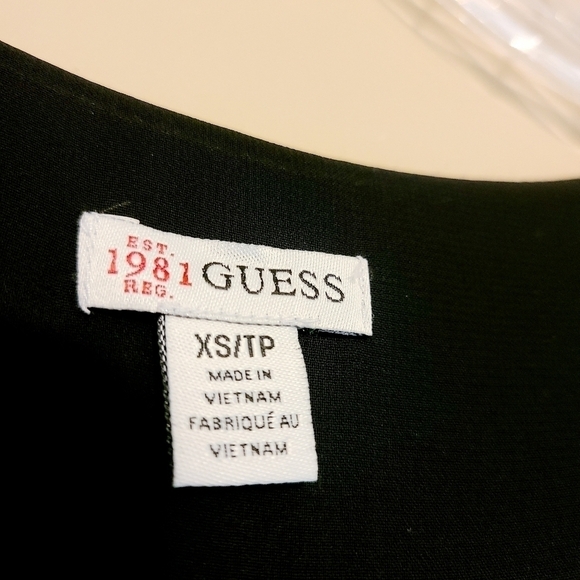 EST.
1981 GUESS
REG.
XS/TP
MADE IN
VIETNAM
FABRIQUÉ AU
VIETNAM